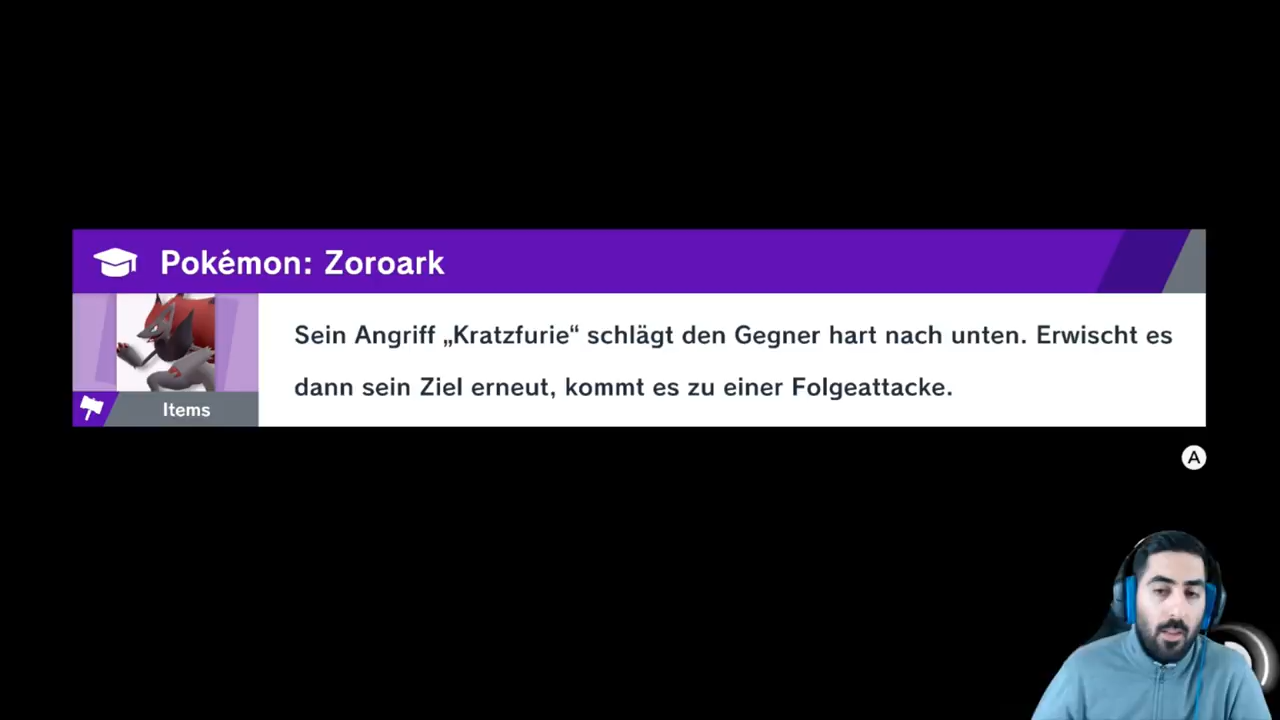 Pokémon: Zoroark
Sein Angriff „Kratzfurie“ schlägt den Gegner hart nach unten. Erwischt es
dann sein Ziel erneut, kommt es zu einer Folgeattacke.
Items
A